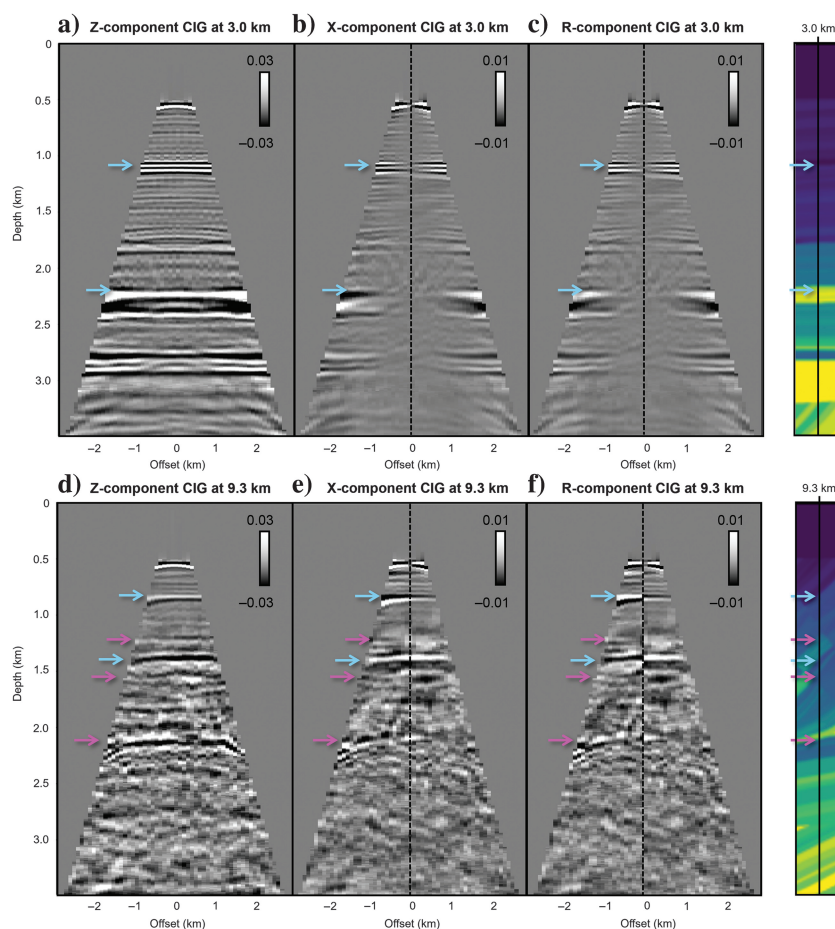 a) Z-component CIG at 3.0 km b) X-component CIG at 3.0 km c) R-component CIG at 3.0 km 3.0 km
0
0.5
1.0
1.5
2.0
2.5
3.0
Depth (km)
0.03 0.01 0.01
−0.03 −0.01 −0.01
−2 −1 0 1 2 −2 −1 0 1 2 −2 −1 0 1 2
Offset (km) Offset (km) Offset (km)
d) Z-component CIG at 9.3 km e) X-component CIG at 9.3 km f) R-component CIG at 9.3 km 9.3 km
0
0.5
1.0
1.5
2.0
2.5
3.0
Depth (km)
0.03 0.01 0.01
−0.03 −0.01 −0.01
−2 −1 0 1 2 −2 −1 0 1 2 −2 −1 0 1 2
Offset (km) Offset (km) Offset (km)